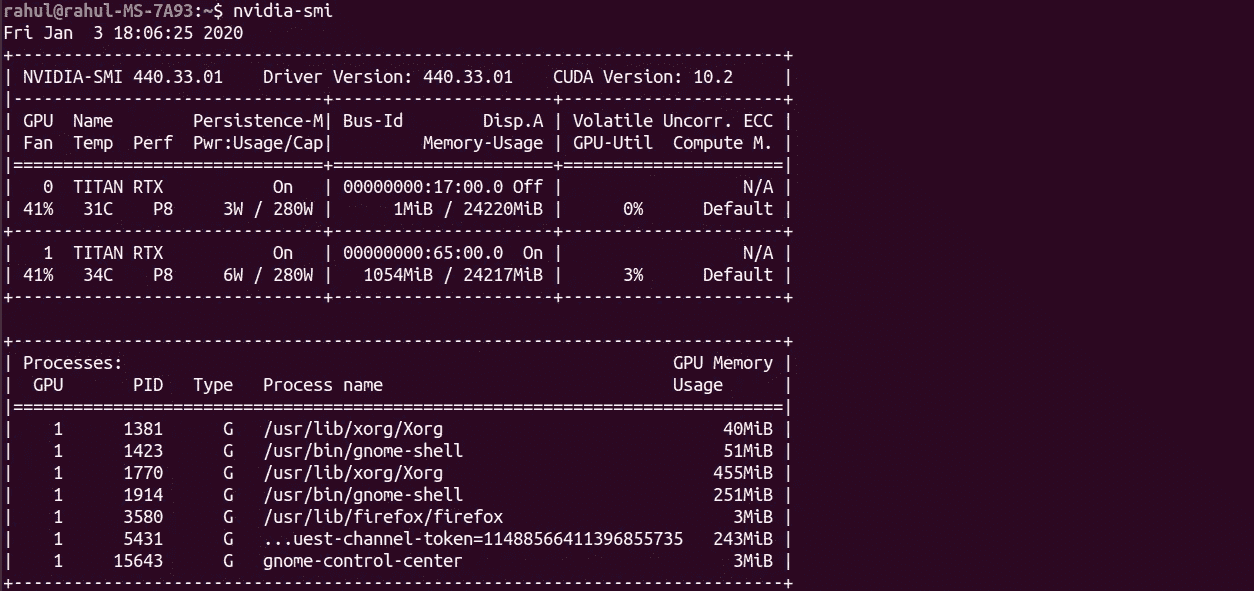 rahul@rahul-MS-7A93:~$ nvidia-smi
Fri Jan  3 18:06:25 2020
+-----------------------------------------------------------------------------+
| NVIDIA-SMI 440.33.01    Driver Version: 440.33.01    CUDA Version: 10.2     |
|-------------------------------+----------------------+----------------------+
| GPU  Name        Persistence-M| Bus-Id        Disp.A | Volatile Uncorr. ECC |
| Fan  Temp  Perf  Pwr:Usage/Cap|         Memory-Usage | GPU-Util  Compute M. |
|===============================+======================+======================|
|   0  TITAN RTX           On   | 00000000:17:00.0 Off |                  N/A |
| 41%   31C    P8     3W / 280W |      1MiB / 24220MiB |      0%      Default |
+-------------------------------+----------------------+----------------------+
|   1  TITAN RTX           On   | 00000000:65:00.0  On |                  N/A |
| 41%   34C    P8     6W / 280W |   1054MiB / 24217MiB |      3%      Default |
+-------------------------------+----------------------+----------------------+
+-----------------------------------------------------------------------------+
| Processes:                                                       GPU Memory |
|  GPU       PID   Type   Process name                             Usage      |
|=============================================================================|
|    1      1381      G   /usr/lib/xorg/Xorg                            40MiB |
|    1      1423      G   /usr/bin/gnome-shell                          51MiB |
|    1      1770      G   /usr/lib/xorg/Xorg                           455MiB |
|    1      1914      G   /usr/bin/gnome-shell                         251MiB |
|    1      3580      G   /usr/lib/firefox/firefox                       3MiB |
|    1      5431      G   ...uest-channel-token=11488566411396855735   243MiB |
|    1     15643      G   gnome-control-center                           3MiB |
+-----------------------------------------------------------------------------+